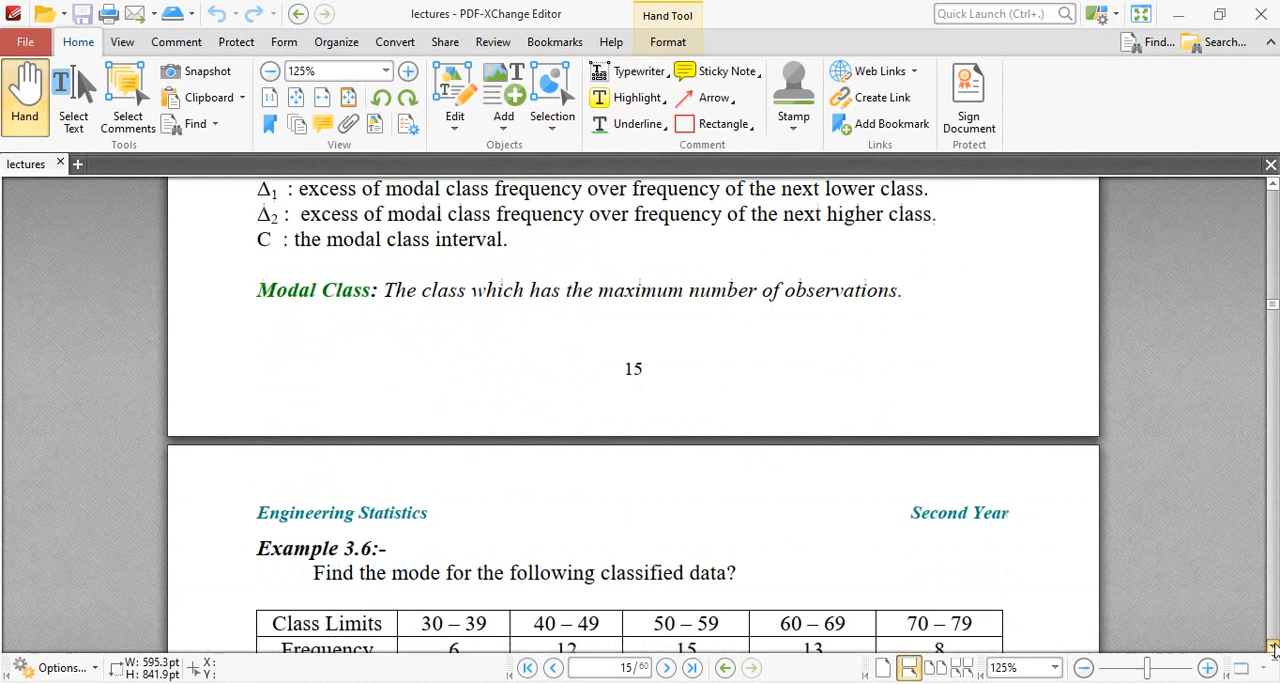 lectures - PDF-XChange Editor
Hand Tool
Quick Launch (Ctrl+.)
File Home View Comment Protect Form Organize Convert Share Review Bookmarks Help Format Find... Search...
Hand
Select Text
Select Comments
Snapshot
Clipboard
Find
Tools
125%
View
Edit
Add
Selection
Objects
Typewriter
Highlight
Underline
Sticky Note
Arrow
Rectangle
Stamp
Comment
Web Links
Create Link
Add Bookmark
Links
Sign Document
Protect
lectures
Δ1 : excess of modal class frequency over frequency of the next lower class.
Δ2 : excess of modal class frequency over frequency of the next higher class.
C : the modal class interval.
Modal Class: The class which has the maximum number of observations.
15
Engineering Statistics Second Year
Example 3.6:-
Find the mode for the following classified data?
Class Limits 30 – 39 40 – 49 50 – 59 60 – 69 70 – 79
Frequency 6 12 15 13 8
Options... W: 595.3pt H: 841.9pt X: Y: 15/60 125%